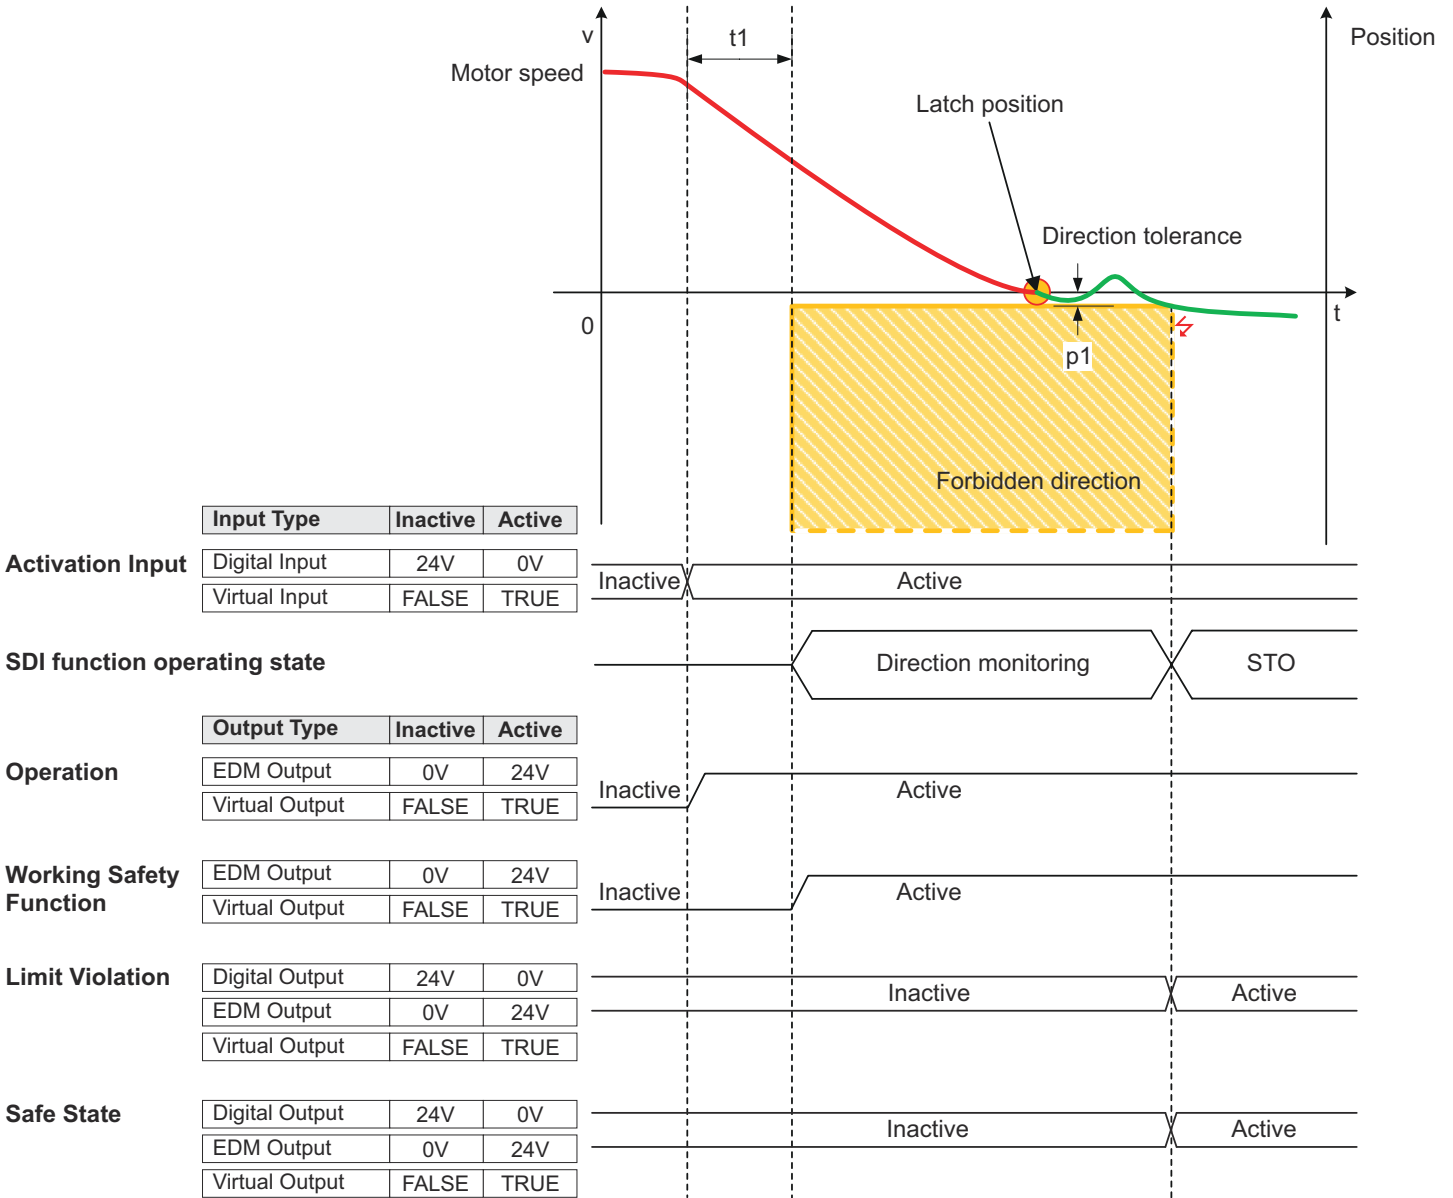 v
t1
Position
Motor speed
Latch position
Direction tolerance
0
t
p1
Forbidden direction
Input Type Inactive Active
Activation Input Digital Input 24V 0V
Virtual Input FALSE TRUE
Inactive Active
SDI function operating state Direction monitoring STO
Output Type Inactive Active
Operation EDM Output 0V 24V
Virtual Output FALSE TRUE
Inactive Active
Working Safety Function EDM Output 0V 24V
Virtual Output FALSE TRUE
Inactive Active
Limit Violation Digital Output 24V 0V
EDM Output 0V 24V
Virtual Output FALSE TRUE
Inactive Active
Safe State Digital Output 24V 0V
EDM Output 0V 24V
Virtual Output FALSE TRUE
Inactive Active